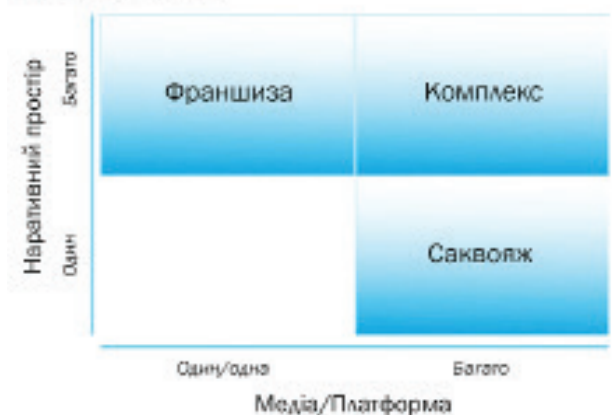 Наративний простір
Багато
Один
Франшиза
Комплекс
Саквояж
Один/одна
Багато
Медіа/Платформа